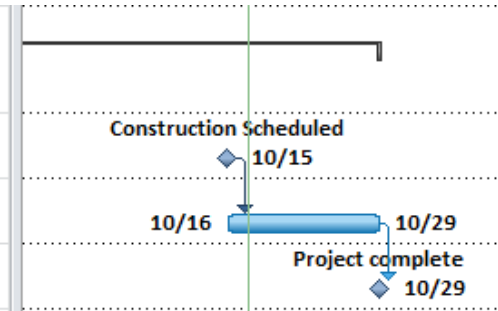 Construction Scheduled
10/15
10/16 10/29
Project complete
10/29